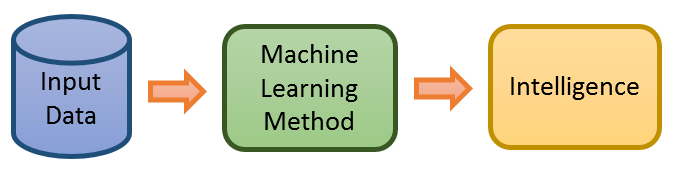 Input
Data
Machine
Learning
Method
Intelligence